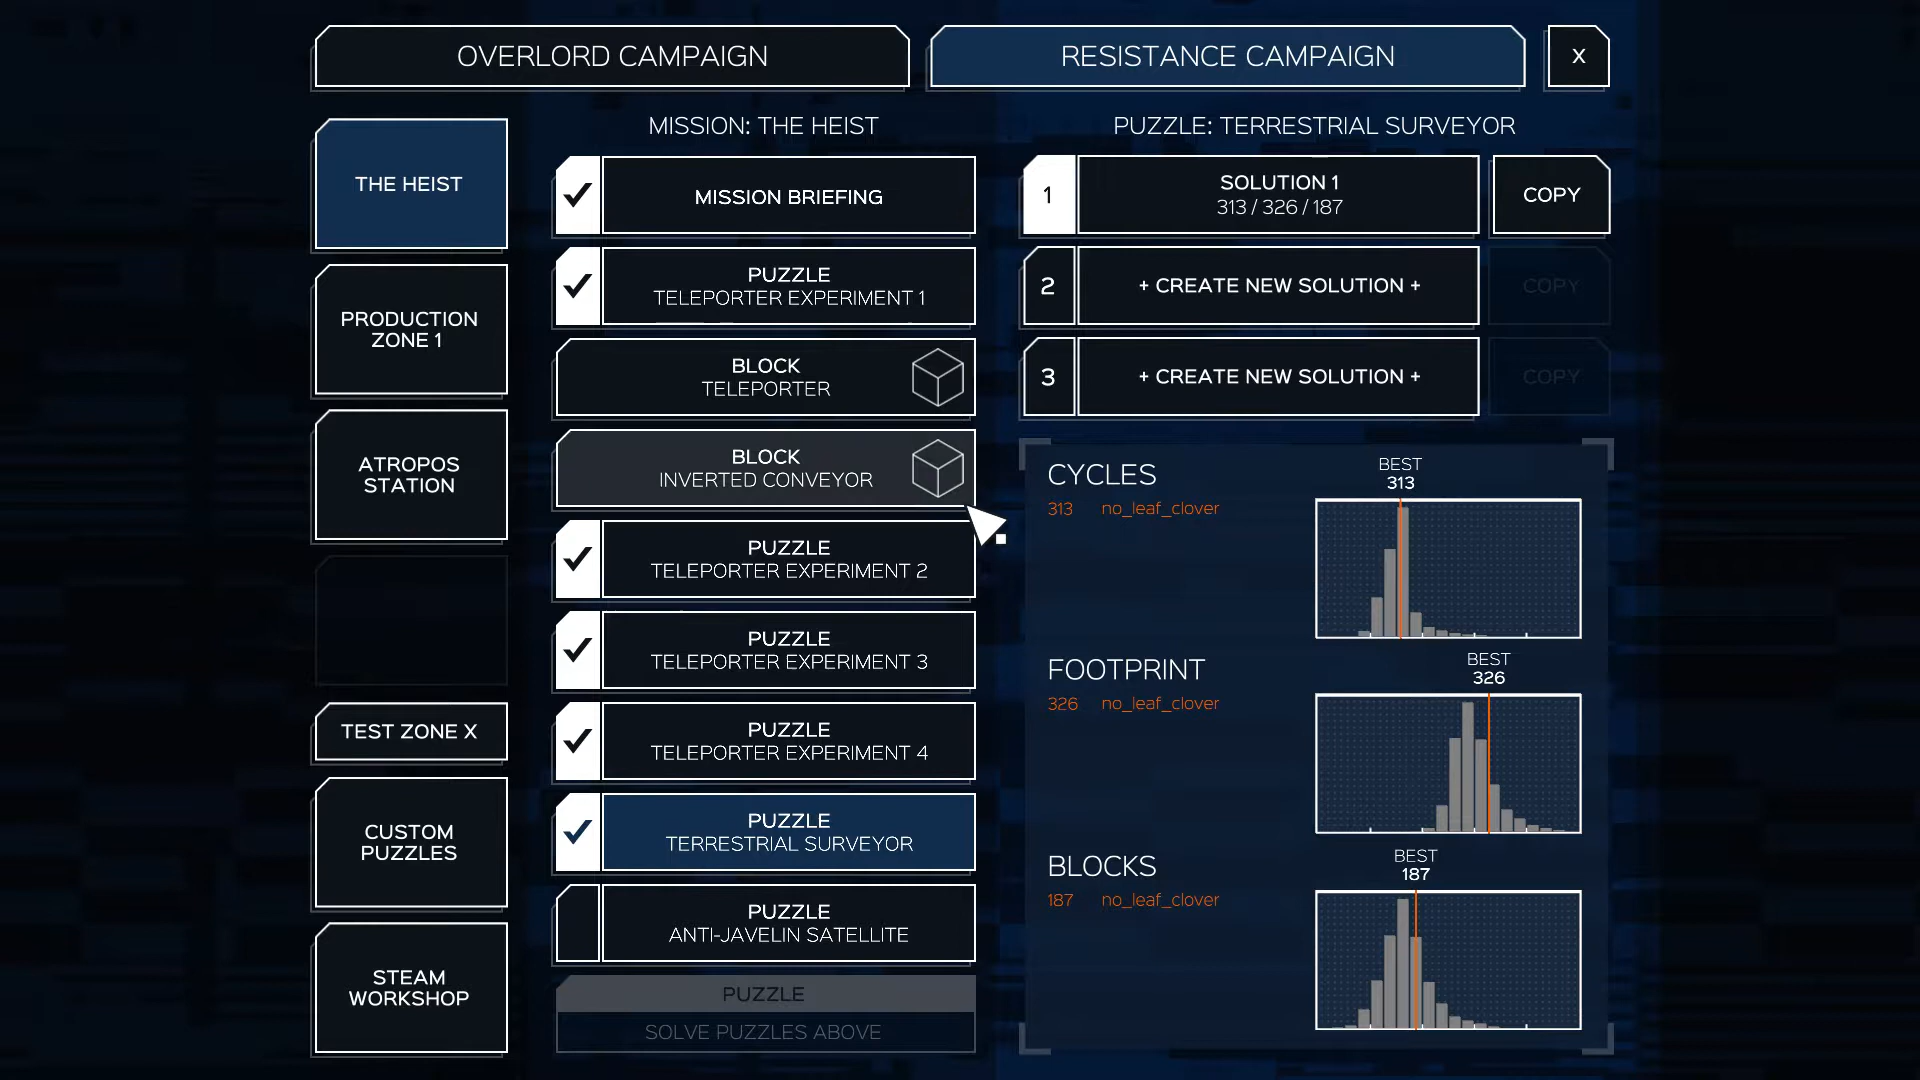 OVERLORD CAMPAIGN
RESISTANCE CAMPAIGN
X
THE HEIST
PRODUCTION
ZONE 1
ATROPOS
STATION
TEST ZONE X
CUSTOM
PUZZLES
STEAM
WORKSHOP
MISSION: THE HEIST
MISSION BRIEFING
PUZZLE
TELEPORTER EXPERIMENT 1
BLOCK
TELEPORTER
BLOCK
INVERTED CONVEYOR
PUZZLE
TELEPORTER EXPERIMENT 2
PUZZLE
TELEPORTER EXPERIMENT 3
PUZZLE
TELEPORTER EXPERIMENT 4
PUZZLE
TERRESTRIAL SURVEYOR
PUZZLE
ANTI-JAVELIN SATELLITE
PUZZLE
SOLVE PUZZLES ABOVE
PUZZLE: TERRESTRIAL SURVEYOR
1
SOLUTION 1
313 / 326 / 187
COPY
2
+ CREATE NEW SOLUTION +
COPY
3
+ CREATE NEW SOLUTION +
COPY
CYCLES
313 no_leaf_clover
BEST
313
FOOTPRINT
326 no_leaf_clover
BEST
326
BLOCKS
187 no_leaf_clover
BEST
187